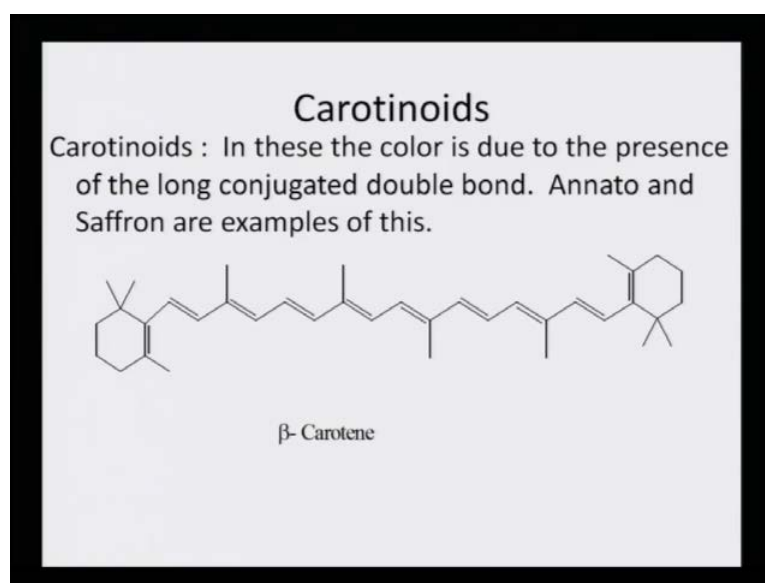 Carotinoids
Carotinoids : In these the color is due to the presence
of the long conjugated double bond. Annato and
Saffron are examples of this.
β- Carotene